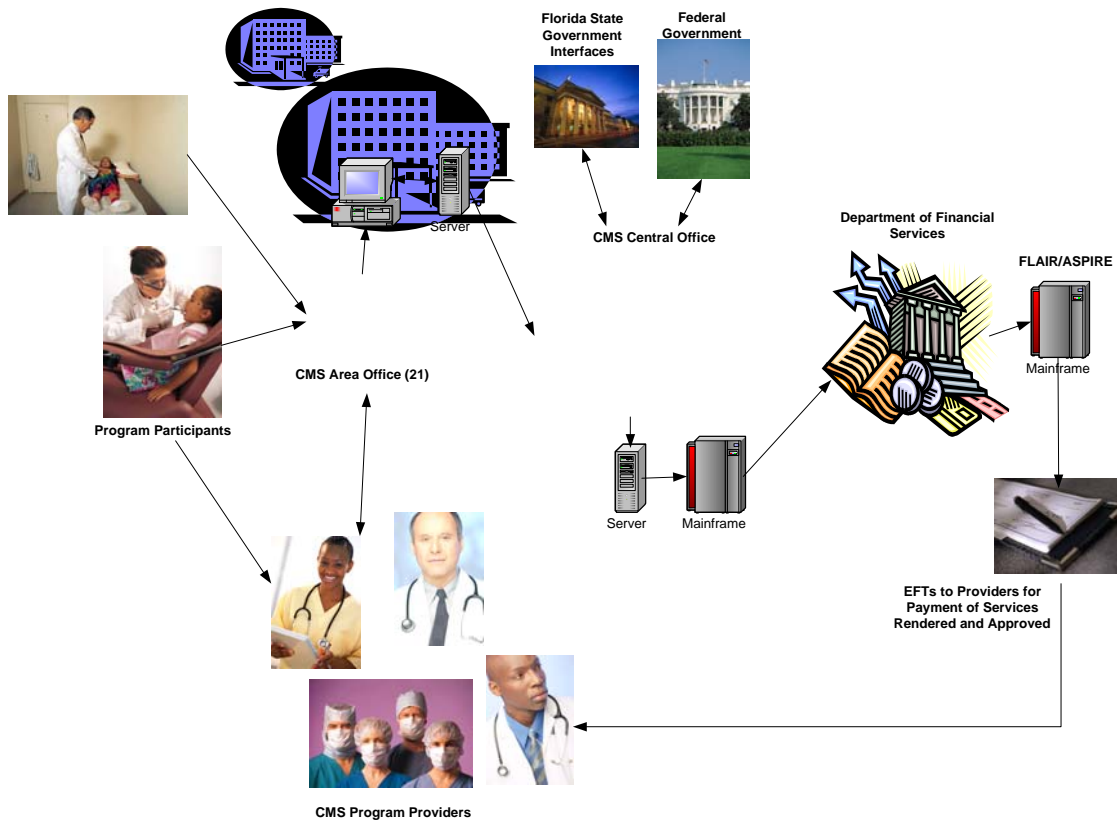 Florida State
Government
Interfaces
Federal
Government
Server
CMS Central Office
Department of Financial
Services
FLAIR/ASPIRE
Mainframe
CMS Area Office (21)
Program Participants
Server
Mainframe
EFTs to Providers for
Payment of Services
Rendered and Approved
CMS Program Providers